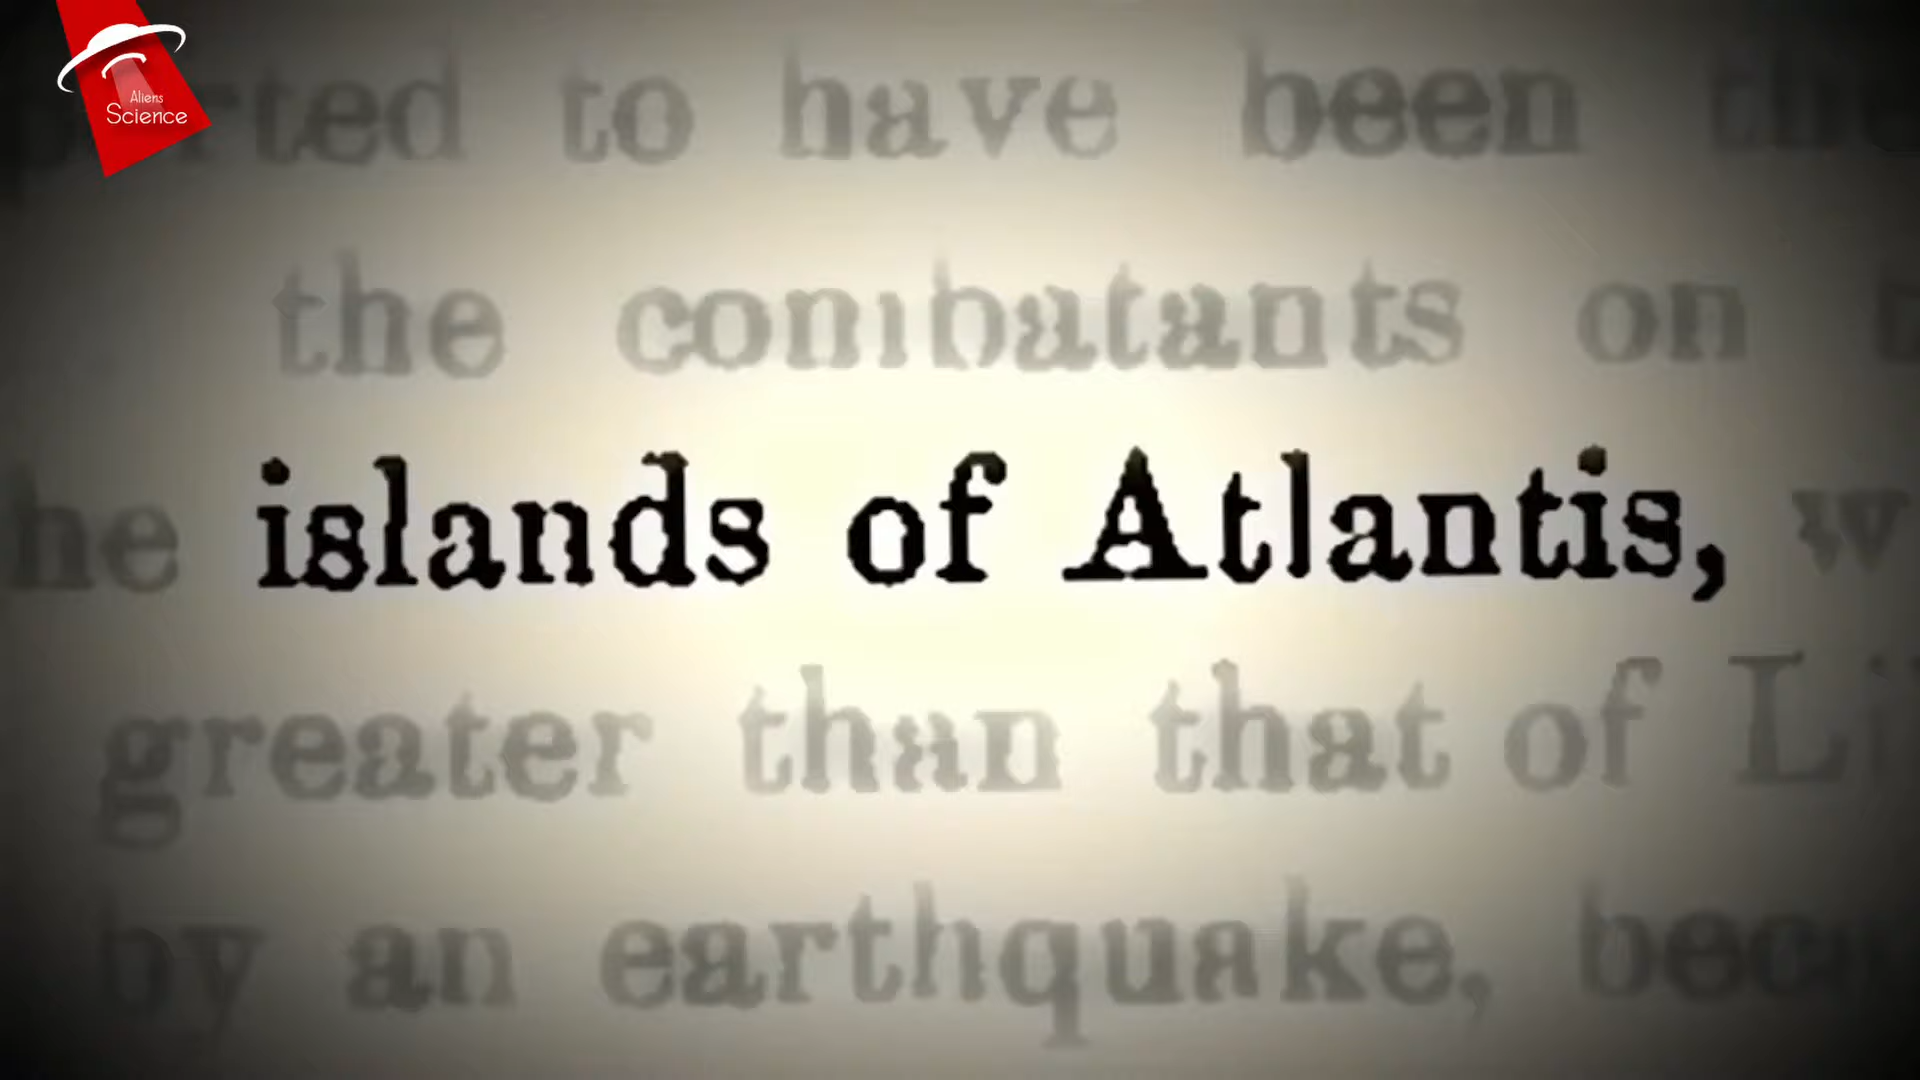 Aliens
Science
to have been
the combatants on
he islands of Atlantis,
greater than that of
by an earthquake,